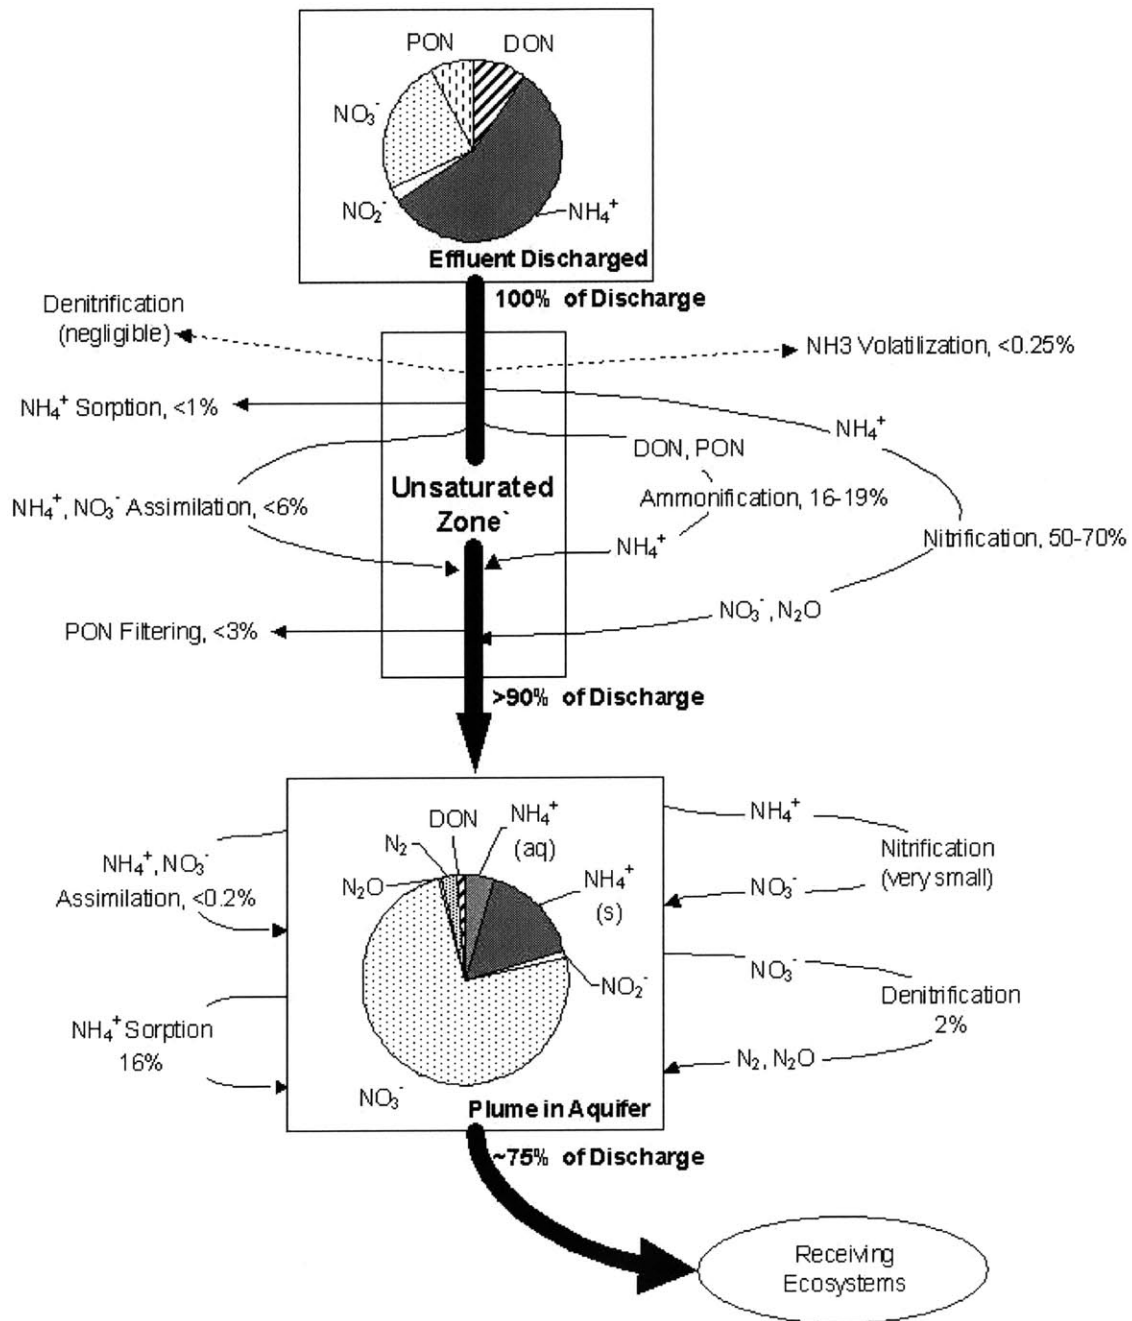 PON
DON
NO₃⁻
NO₂⁻
NH₄⁺
Effluent Discharged
100% of Discharge
Denitrification
(negligible)
NH3 Volatilization, <0.25%
NH₄⁺ Sorption, <1%
NH₄⁺
DON, PON
Unsaturated
Zone`
NH₄⁺, NO₃⁻ Assimilation, <6%
Ammonification, 16-19%
NH₄⁺
Nitrification, 50-70%
NO₃⁻, N₂O
PON Filtering, <3%
>90% of Discharge
NH₄⁺, NO₃⁻
Assimilation, <0.2%
NH₄⁺ Sorption
16%
N₂O
N₂
DON
NH₄⁺
(aq)
NH₄⁺
(s)
NO₂⁻
NO₃⁻
Plume in Aquifer
NH₄⁺
Nitrification
(very small)
NO₃⁻
NO₃⁻
Denitrification
2%
N₂, N₂O
~75% of Discharge
Receiving
Ecosystems